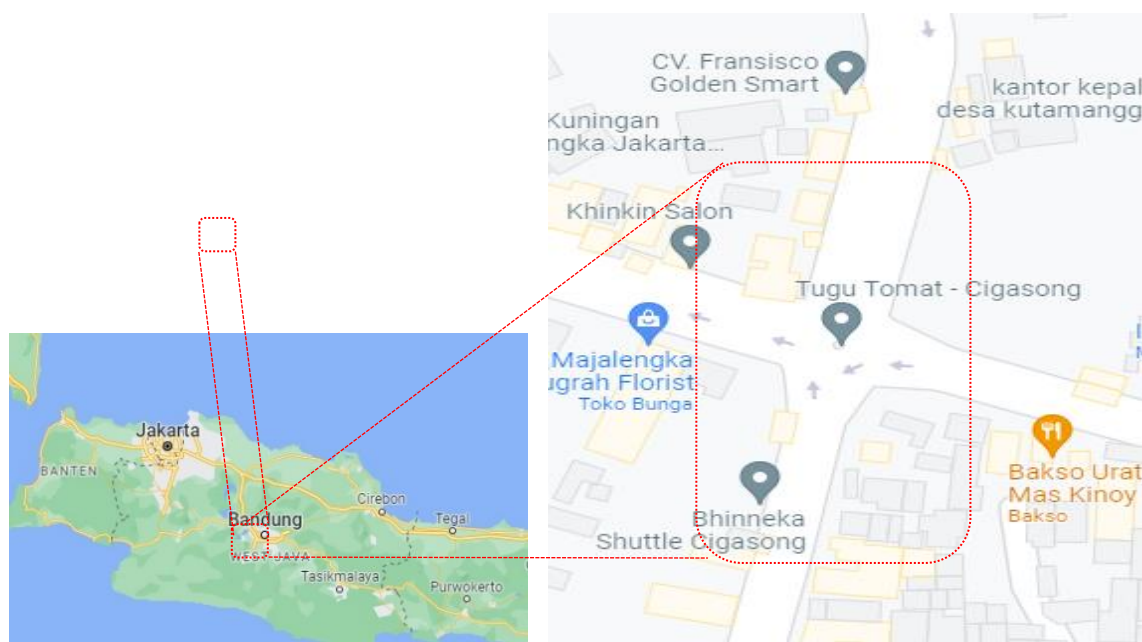 Jakarta
BANTEN
Cirebon
Bandung
Tegal
WEST JAVA
Tasikmalaya
Purwokerto
CV. Fransisco
Golden Smart
kantor kepal
desa kutamangg
Kuningan
ngka Jakarta...
Khinkin Salon
Tugu Tomat - Cigasong
Majalengka
ugrah Florist
Toko Bunga
Bakso Urat
Mas Kinoy
Bakso
Bhinneka
Shuttle Cigasong